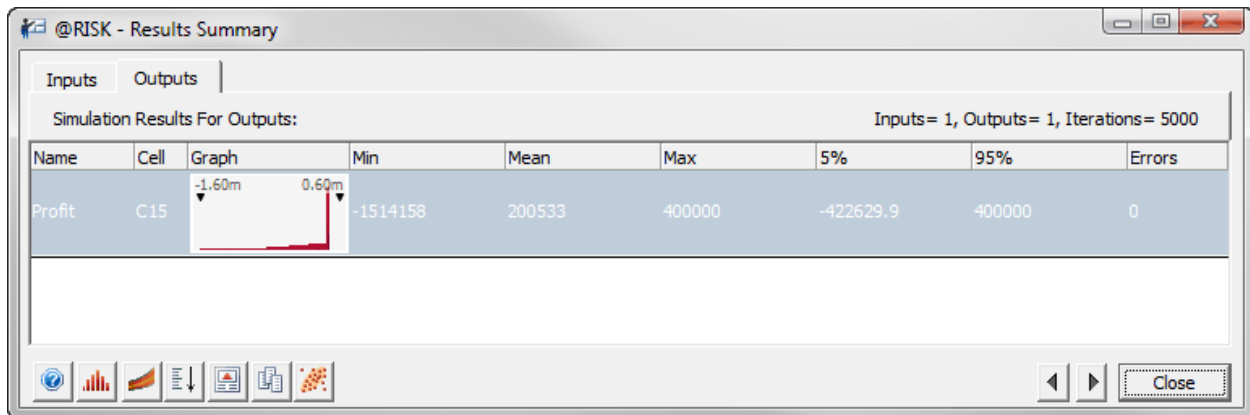 @RISK - Results Summary
Inputs Outputs
Simulation Results For Outputs: Inputs= 1, Outputs= 1, Iterations= 5000
Name Cell Graph Min Mean Max 5% 95% Errors
-1.60m 0.60m
Profit C15 -1514158 200533 400000 -422629.9 400000 0
Close